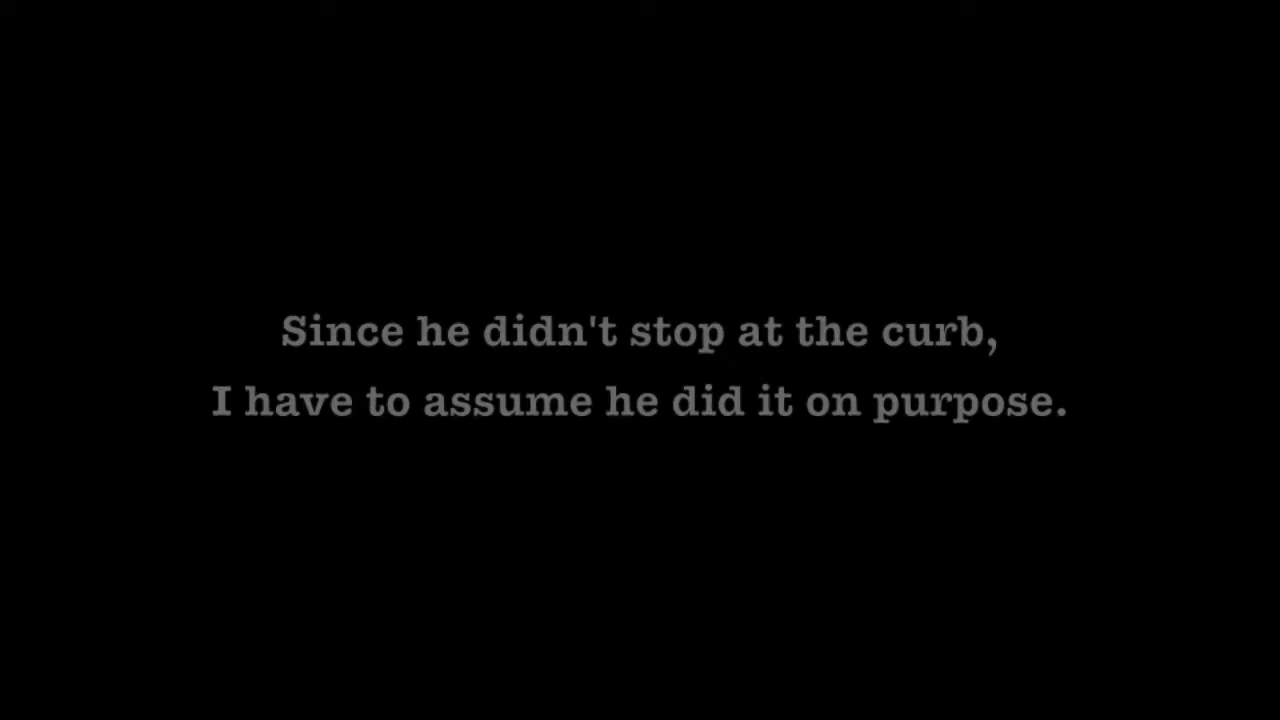 Since he didn't stop at the curb,
I have to assume he did it on purpose.